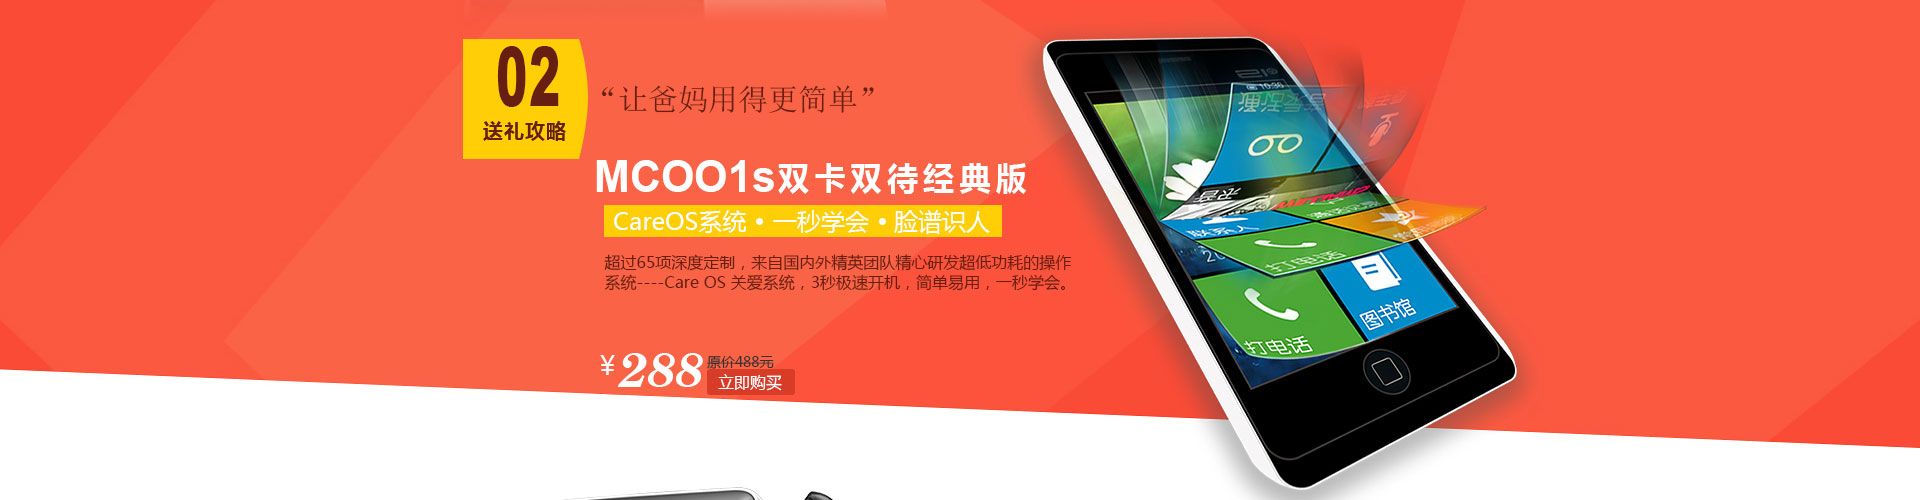 02
送礼攻略
“让爸妈用得更简单”
MCOO1s双卡双待经典版
CareOS系统•一秒学会•脸谱识人
超过65项深度定制，来自国内外精英团队精心研发超低功耗的操作
系统----Care OS 关爱系统，3秒极速开机，简单易用，一秒学会。
¥288
原价488元
立即购买
10:36
联系人
打电话
图书馆
打电话